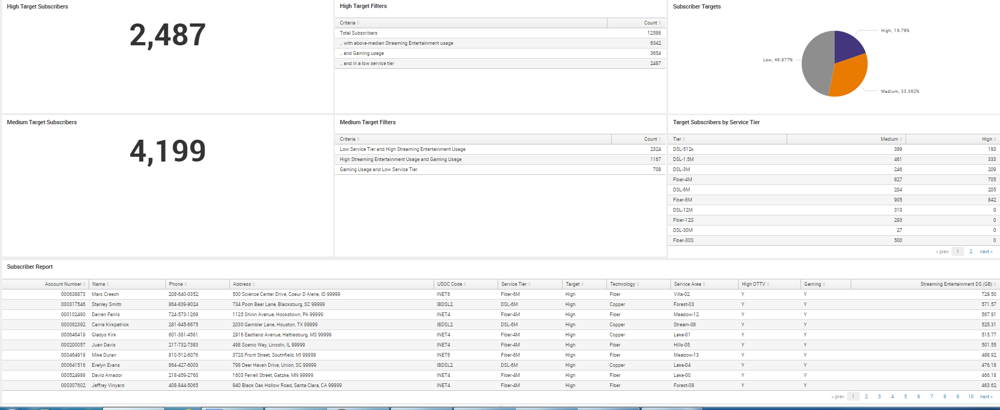 High Target Subscribers
2,487
High Target Filters
Criteria Count
Total Subscribers 12586
.. with above-median Streaming Entertainment usage 6342
.. and Gaming usage 3654
.. and in a low service tier 2487
Subscriber Targets
High, 19.76%
Low, 46.877%
Medium, 33.362%
Medium Target Subscribers
4,199
Medium Target Filters
Criteria Count
Low Service Tier and High Streaming Entertainment Usage 2324
High Streaming Entertainment Usage and Gaming Usage 1167
Gaming Usage and Low Service Tier 708
Target Subscribers by Service Tier
Tier Medium High
DSL-512k 389 193
DSL-1.5M 461 333
DSL-3M 246 209
Fiber-4M 827 705
DSL-6M 204 205
Fiber-6M 905 842
DSL-12M 310 0
Fiber-12S 293 0
DSL-30M 27 0
Fiber-30S 500 0
« prev 1 2 next »
Subscriber Report
Account Number Name Phone Address USOC Code Service Tier Target Technology Service Area High OTTV Gaming Streaming Entertainment DS (GB)
000638873 Marc Creech 208-640-0352 500 Science Center Drive, Coeur D Alene, ID 99999 INET6 Fiber-6M High Fiber Villa-02 Y Y 729.50
000317546 Stanley Smith 864-839-9024 734 Pooh Bear Lane, Blacksburg, SC 99999 IBDSL2 DSL-6M High Copper Forest-03 Y Y 571.57
000102490 Darren Farris 724-573-1269 1125 Shinn Avenue, Hookstown, PA 99999 INET4 Fiber-4M High Fiber Meadow-12 Y Y 567.91
000362392 Carrie Kirkpatrick 281-945-6675 2030 Gambler Lane, Houston, TX 99999 IBDSL2 DSL-6M High Copper Stream-08 Y Y 525.31
000646419 Gladys Kirk 601-381-4561 2916 Eastland Avenue, Hattiesburg, MS 99999 INET4 Fiber-4M High Copper Lake-01 Y Y 515.77
000200057 Juan Davis 217-732-7383 498 Scenic Way, Lincoln, IL 99999 INET4 Fiber-4M High Fiber Hills-05 Y Y 501.55
000464919 Mike Duran 810-512-6076 3720 Front Street, Southfield, MI 99999 INET6 Fiber-6M High Fiber Meadow-13 Y Y 488.92
000641516 Evelyn Evans 864-427-6003 798 Deer Haven Drive, Union, SC 99999 IBDSL2 DSL-6M High Copper Lake-04 Y Y 476.18
000524989 David Amador 218-459-2760 1603 Ferrell Street, Gatzke, MN 99999 INET4 Fiber-4M High Fiber Lake-00 Y Y 466.18
000307602 Jeffrey Vinyard 408-844-5065 940 Black Oak Hollow Road, Santa Clara, CA 99999 INET4 Fiber-4M High Fiber Forest-08 Y Y 463.62
« prev 1 2 3 4 5 6 7 8 9 10 next »